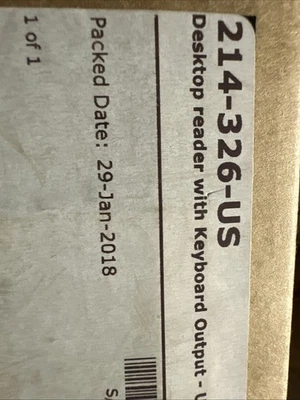 214-326-US
Desktop reader with Keyboard Output -
Packed Date: 29-Jan-2018
1 of 1